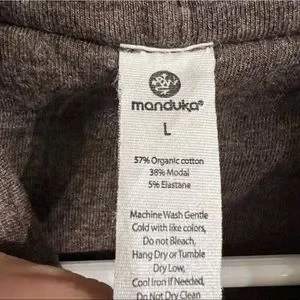 manduka®
L
57% Organic cotton
38% Modal
5% Elastane
Machine Wash Gentle
Cold with like colors,
Do not Bleach,
Hang Dry or Tumble
Dry Low,
Cool Iron if Needed,
Do Not Dry Clean